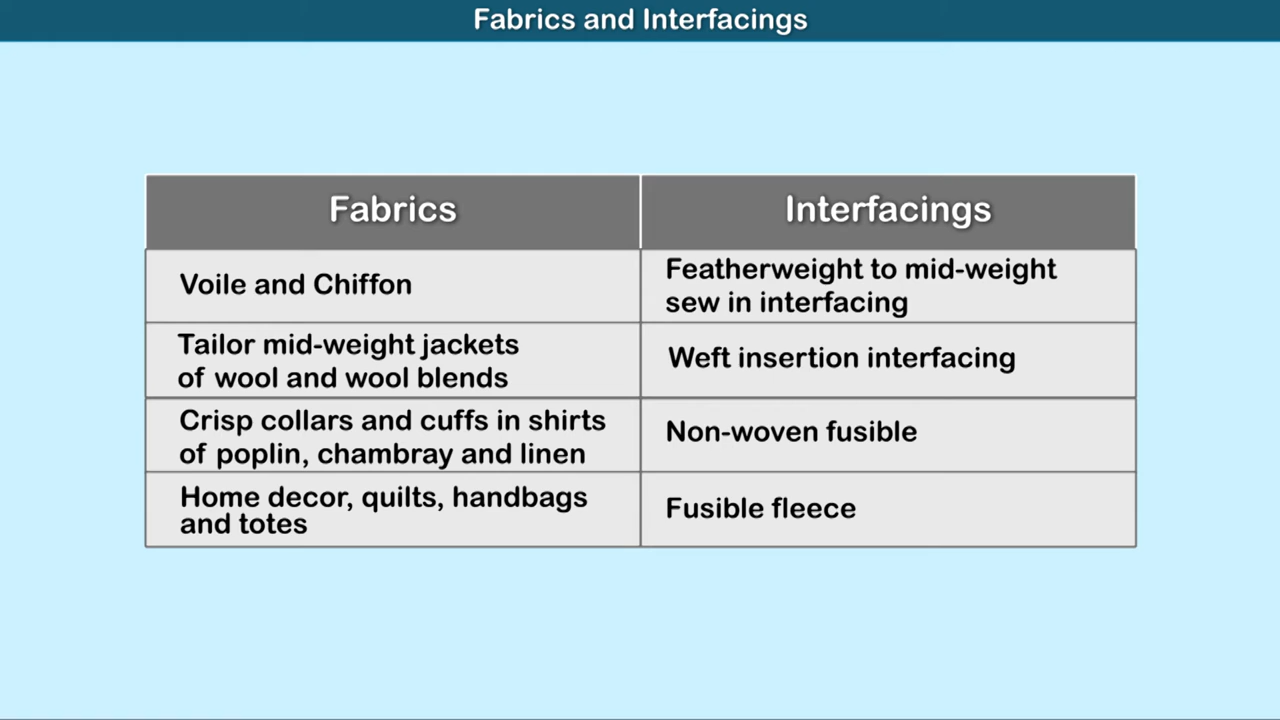 Fabrics and Interfacings
Fabrics
Interfacings
Voile and Chiffon
Featherweight to mid-weight
sew in interfacing
Tailor mid-weight jackets
of wool and wool blends
Weft insertion interfacing
Crisp collars and cuffs in shirts
of poplin, chambray and linen
Non-woven fusible
Home decor, quilts, handbags
and totes
Fusible fleece